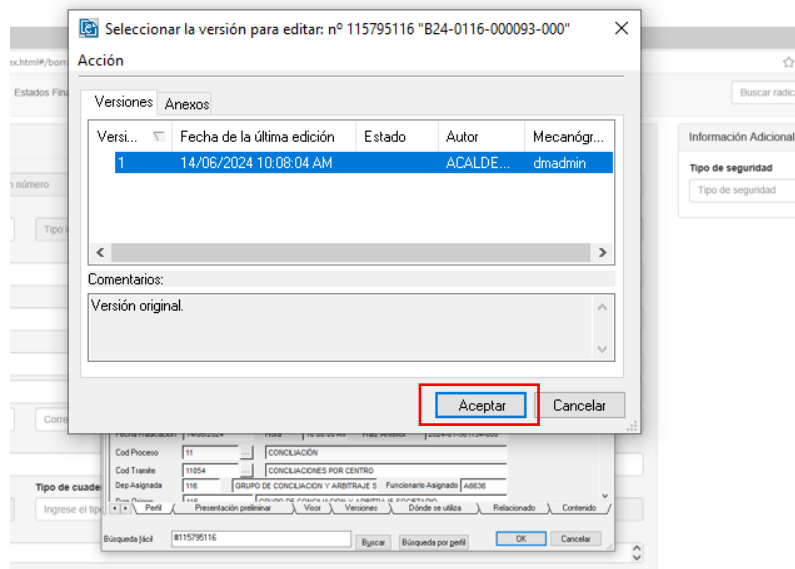 Seleccionar la versión para editar: nº 115795116 "B24-0116-000093-000"
Acción
ex.html#/borra
Estados Fina
Buscar radic
Versiones Anexos
Versi... Fecha de la última edición Estado Autor Mecanógr...
1 14/06/2024 10:08:04 AM ACALDE... dmadmin
Información Adicional
Tipo de seguridad
Tipo de seguridad
n número
Tipo i
Comentarios:
Versión original.
Aceptar Cancelar
Corre
Cod Proceso 11 ... CONCILIACIÓN
Cod Tramite 11054 ... CONCILIACIONES POR CENTRO
Dep Asignada 116 GRUPO DE CONCILIACION Y ARBITRAJE S Funcionario Asignado A6636
Tipo de cuade
Ingrese el tip
Perfil Presentación preliminar Visor Versiones Dónde se utiliza Relacionado Contenido
Búsqueda fácil #115795116 Buscar Búsqueda por perfil OK Cancelar